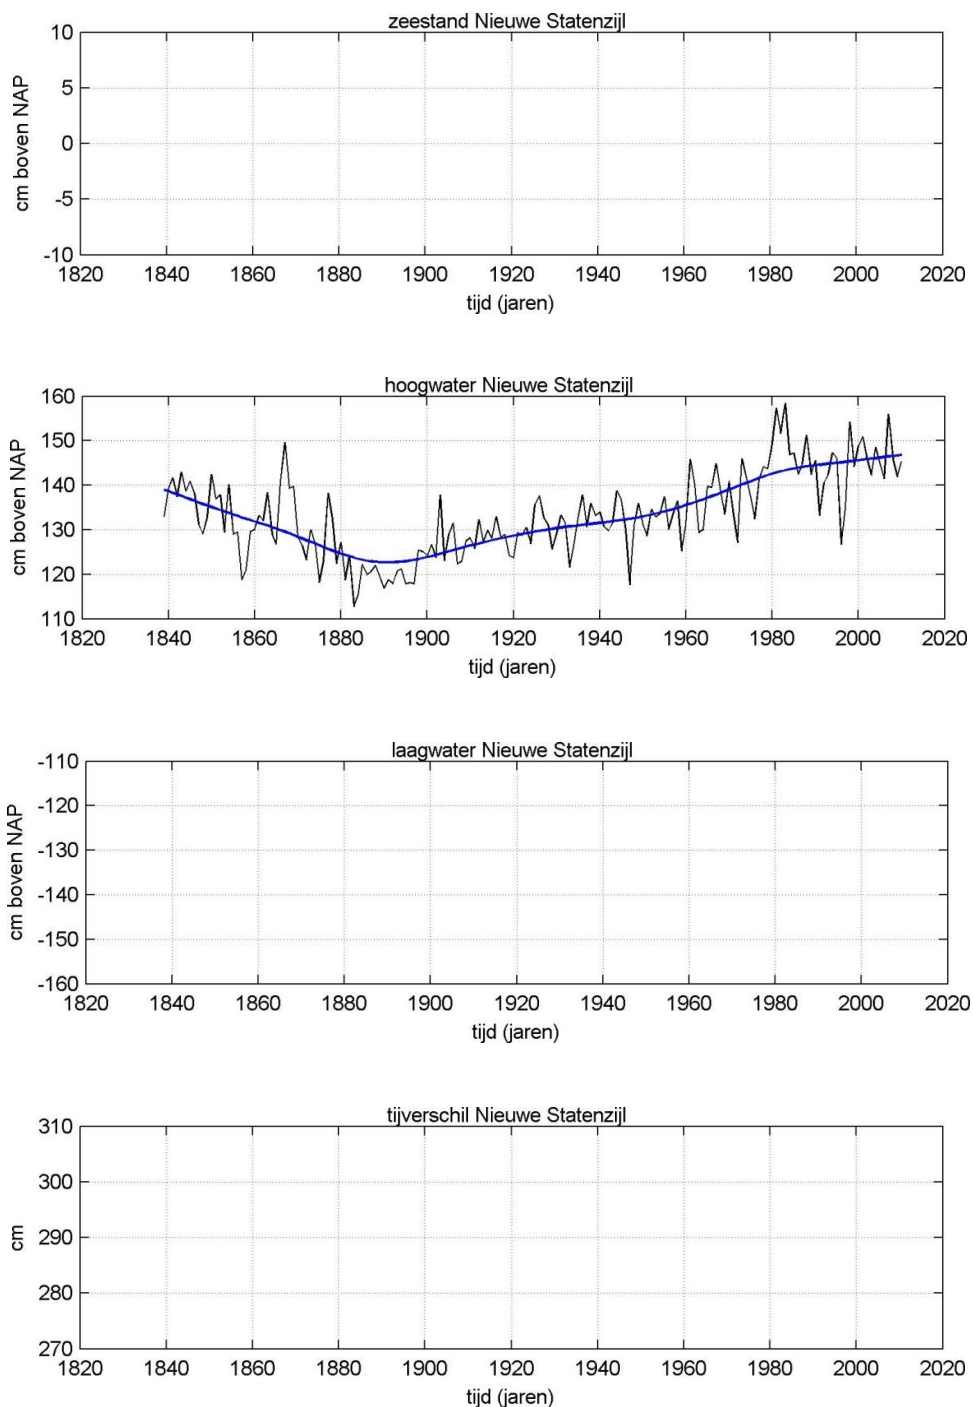 zeestand Nieuwe Statenzijl
10
5
0
-5
-10
cm boven NAP
1820 1840 1860 1880 1900 1920 1940 1960 1980 2000 2020
tijd (jaren)
hoogwater Nieuwe Statenzijl
160
150
140
130
120
110
cm boven NAP
1820 1840 1860 1880 1900 1920 1940 1960 1980 2000 2020
tijd (jaren)
laagwater Nieuwe Statenzijl
-110
-120
-130
-140
-150
-160
cm boven NAP
1820 1840 1860 1880 1900 1920 1940 1960 1980 2000 2020
tijd (jaren)
tijverschil Nieuwe Statenzijl
310
300
290
280
270
cm
1820 1840 1860 1880 1900 1920 1940 1960 1980 2000 2020
tijd (jaren)